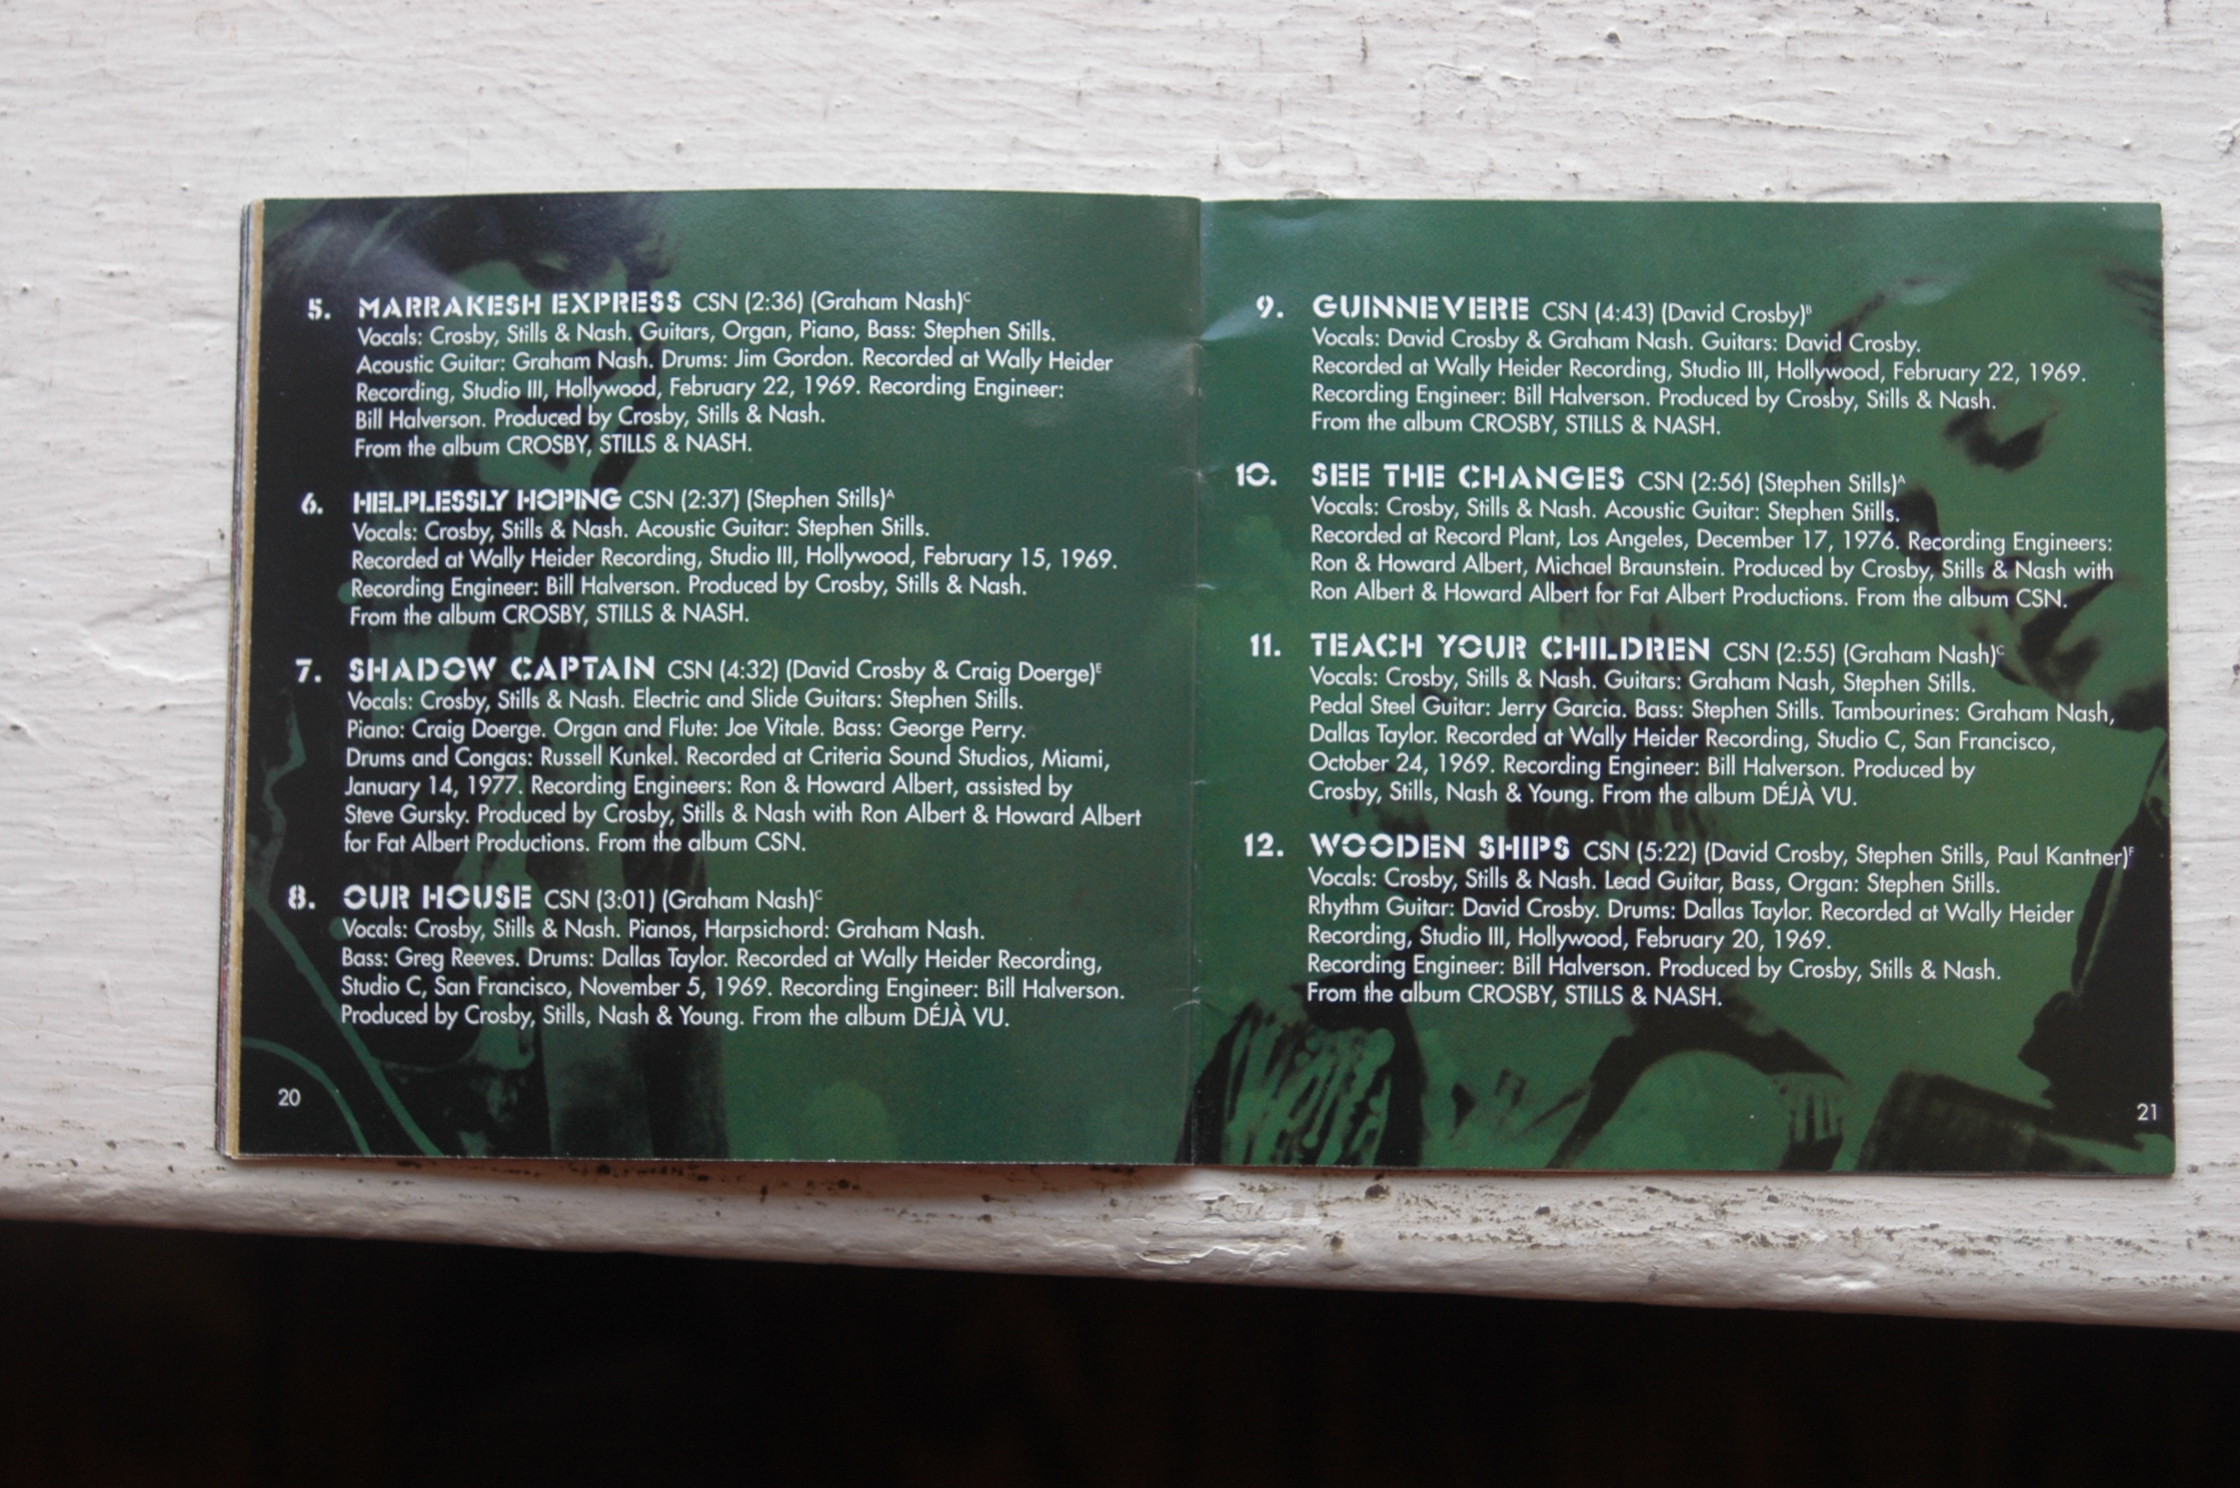 5. MARRAKESH EXPRESS CSN (2:36) (Graham Nash)C
Vocals: Crosby, Stills & Nash. Guitars, Organ, Piano, Bass: Stephen Stills.
Acoustic Guitar: Graham Nash. Drums: Jim Gordon. Recorded at Wally Heider
Recording, Studio III, Hollywood, February 22, 1969. Recording Engineer:
Bill Halverson. Produced by Crosby, Stills & Nash.
From the album CROSBY, STILLS & NASH.
6. HELPLESSLY HOPING CSN (2:37) (Stephen Stills)A
Vocals: Crosby, Stills & Nash. Acoustic Guitar: Stephen Stills.
Recorded at Wally Heider Recording, Studio III, Hollywood, February 15, 1969.
Recording Engineer: Bill Halverson. Produced by Crosby, Stills & Nash.
From the album CROSBY, STILLS & NASH.
7. SHADOW CAPTAIN CSN (4:32) (David Crosby & Craig Doerge)E
Vocals: Crosby, Stills & Nash. Electric and Slide Guitars: Stephen Stills.
Piano: Craig Doerge. Organ and Flute: Joe Vitale. Bass: George Perry.
Drums and Congas: Russell Kunkel. Recorded at Criteria Sound Studios, Miami,
January 14, 1977. Recording Engineers: Ron & Howard Albert, assisted by
Steve Gursky. Produced by Crosby, Stills & Nash with Ron Albert & Howard Albert
for Fat Albert Productions. From the album CSN.
8. OUR HOUSE CSN (3:01) (Graham Nash)C
Vocals: Crosby, Stills & Nash. Pianos, Harpsichord: Graham Nash.
Bass: Greg Reeves. Drums: Dallas Taylor. Recorded at Wally Heider Recording,
Studio C, San Francisco, November 5, 1969. Recording Engineer: Bill Halverson.
Produced by Crosby, Stills, Nash & Young. From the album DÉJÀ VU.
20
9. GUINNEVERE CSN (4:43) (David Crosby)B
Vocals: David Crosby & Graham Nash. Guitars: David Crosby.
Recorded at Wally Heider Recording, Studio III, Hollywood, February 22, 1969.
Recording Engineer: Bill Halverson. Produced by Crosby, Stills & Nash.
From the album CROSBY, STILLS & NASH.
10. SEE THE CHANGES CSN (2:56) (Stephen Stills)A
Vocals: Crosby, Stills & Nash. Acoustic Guitar: Stephen Stills.
Recorded at Record Plant, Los Angeles, December 17, 1976. Recording Engineers:
Ron & Howard Albert, Michael Braunstein. Produced by Crosby, Stills & Nash with
Ron Albert & Howard Albert for Fat Albert Productions. From the album CSN.
11. TEACH YOUR CHILDREN CSN (2:55) (Graham Nash)C
Vocals: Crosby, Stills & Nash. Guitars: Graham Nash, Stephen Stills.
Pedal Steel Guitar: Jerry Garcia. Bass: Stephen Stills. Tambourines: Graham Nash,
Dallas Taylor. Recorded at Wally Heider Recording, Studio C, San Francisco,
October 24, 1969. Recording Engineer: Bill Halverson. Produced by
Crosby, Stills, Nash & Young. From the album DÉJÀ VU.
12. WOODEN SHIPS CSN (5:22) (David Crosby, Stephen Stills, Paul Kantner)F
Vocals: Crosby, Stills & Nash. Lead Guitar, Bass, Organ: Stephen Stills.
Rhythm Guitar: David Crosby. Drums: Dallas Taylor. Recorded at Wally Heider
Recording, Studio III, Hollywood, February 20, 1969.
Recording Engineer: Bill Halverson. Produced by Crosby, Stills & Nash.
From the album CROSBY, STILLS & NASH.
21